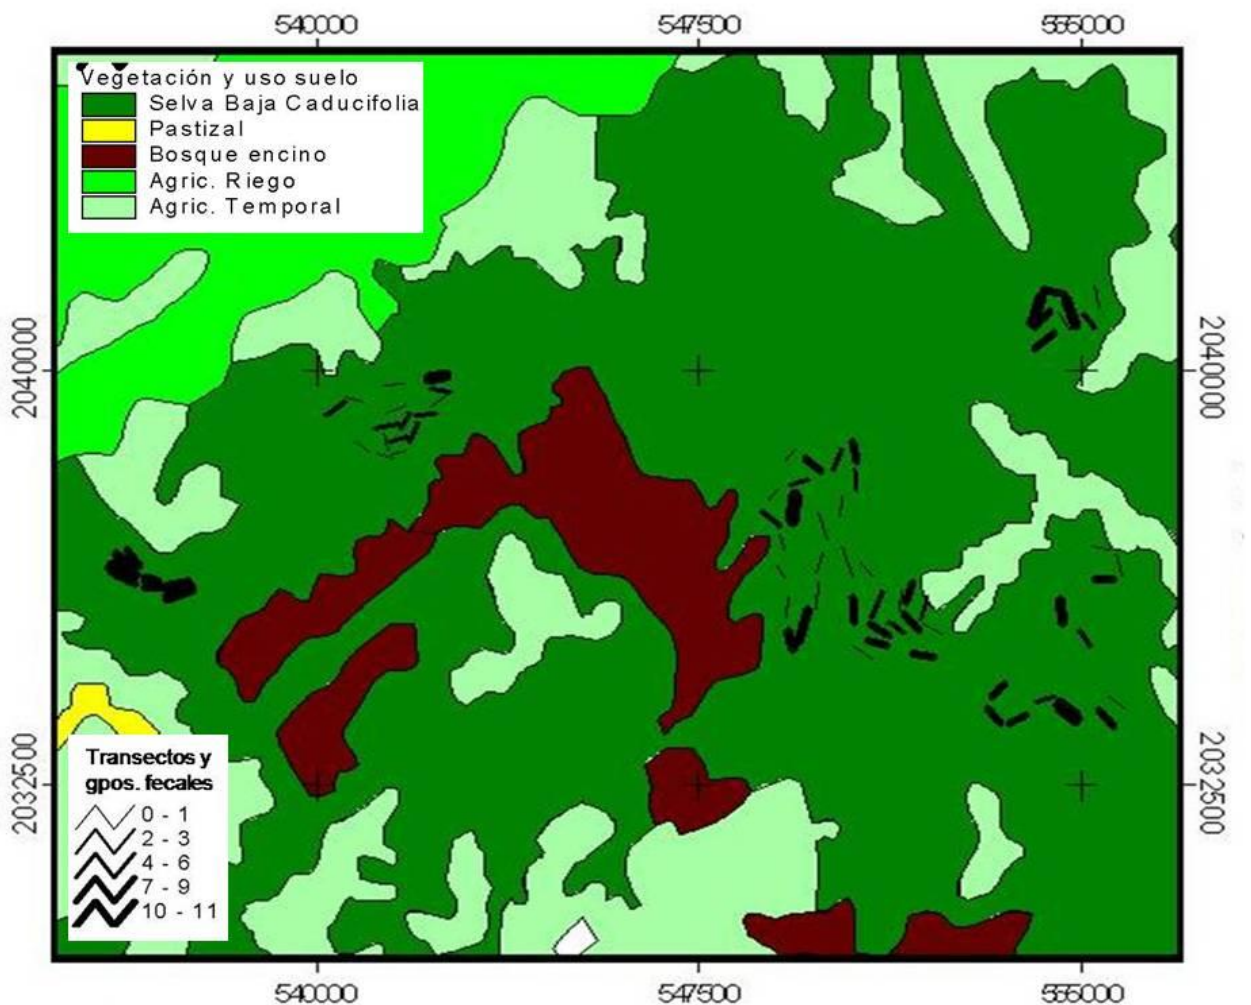 540000 547500 555000
Vegetación y uso suelo
Selva Baja Caducifolia
Pastizal
Bosque encino
Agric. Riego
Agric. Temporal
2040000 2040000
2032500 2032500
Transectos y
gpos. fecales
0 - 1
2 - 3
4 - 6
7 - 9
10 - 11
540000 547500 555000